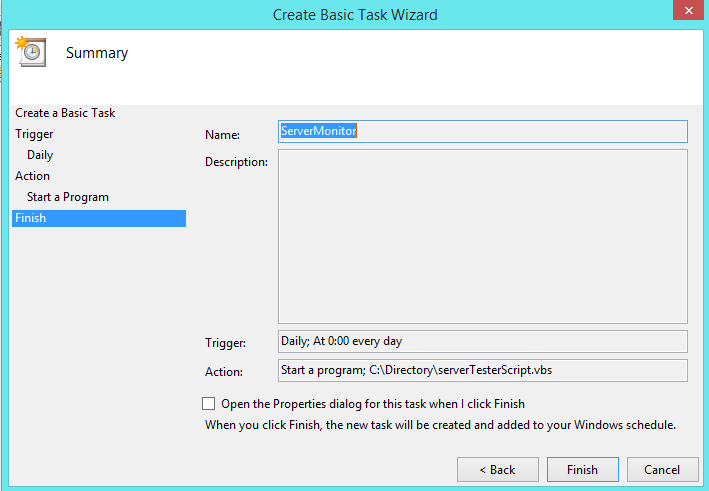 Create Basic Task Wizard
Summary
Create a Basic Task
Trigger
Daily
Action
Start a Program
Finish
Name:
ServerMonitor
Description:
Trigger:
Daily; At 0:00 every day
Action:
Start a program; C:\Directory\serverTesterScript.vbs
Open the Properties dialog for this task when I click Finish
When you click Finish, the new task will be created and added to your Windows schedule.
< Back
Finish
Cancel